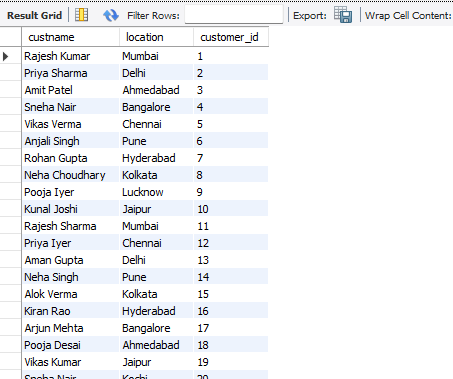 Result Grid Filter Rows: Export: Wrap Cell Content:
custname location customer_id
Rajesh Kumar Mumbai 1
Priya Sharma Delhi 2
Amit Patel Ahmedabad 3
Sneha Nair Bangalore 4
Vikas Verma Chennai 5
Anjali Singh Pune 6
Rohan Gupta Hyderabad 7
Neha Choudhary Kolkata 8
Pooja Iyer Lucknow 9
Kunal Joshi Jaipur 10
Rajesh Sharma Mumbai 11
Priya Iyer Chennai 12
Aman Gupta Delhi 13
Neha Singh Pune 14
Alok Verma Kolkata 15
Kiran Rao Hyderabad 16
Arjun Mehta Bangalore 17
Pooja Desai Ahmedabad 18
Vikas Kumar Jaipur 19
Sneha Nair Kochi 20